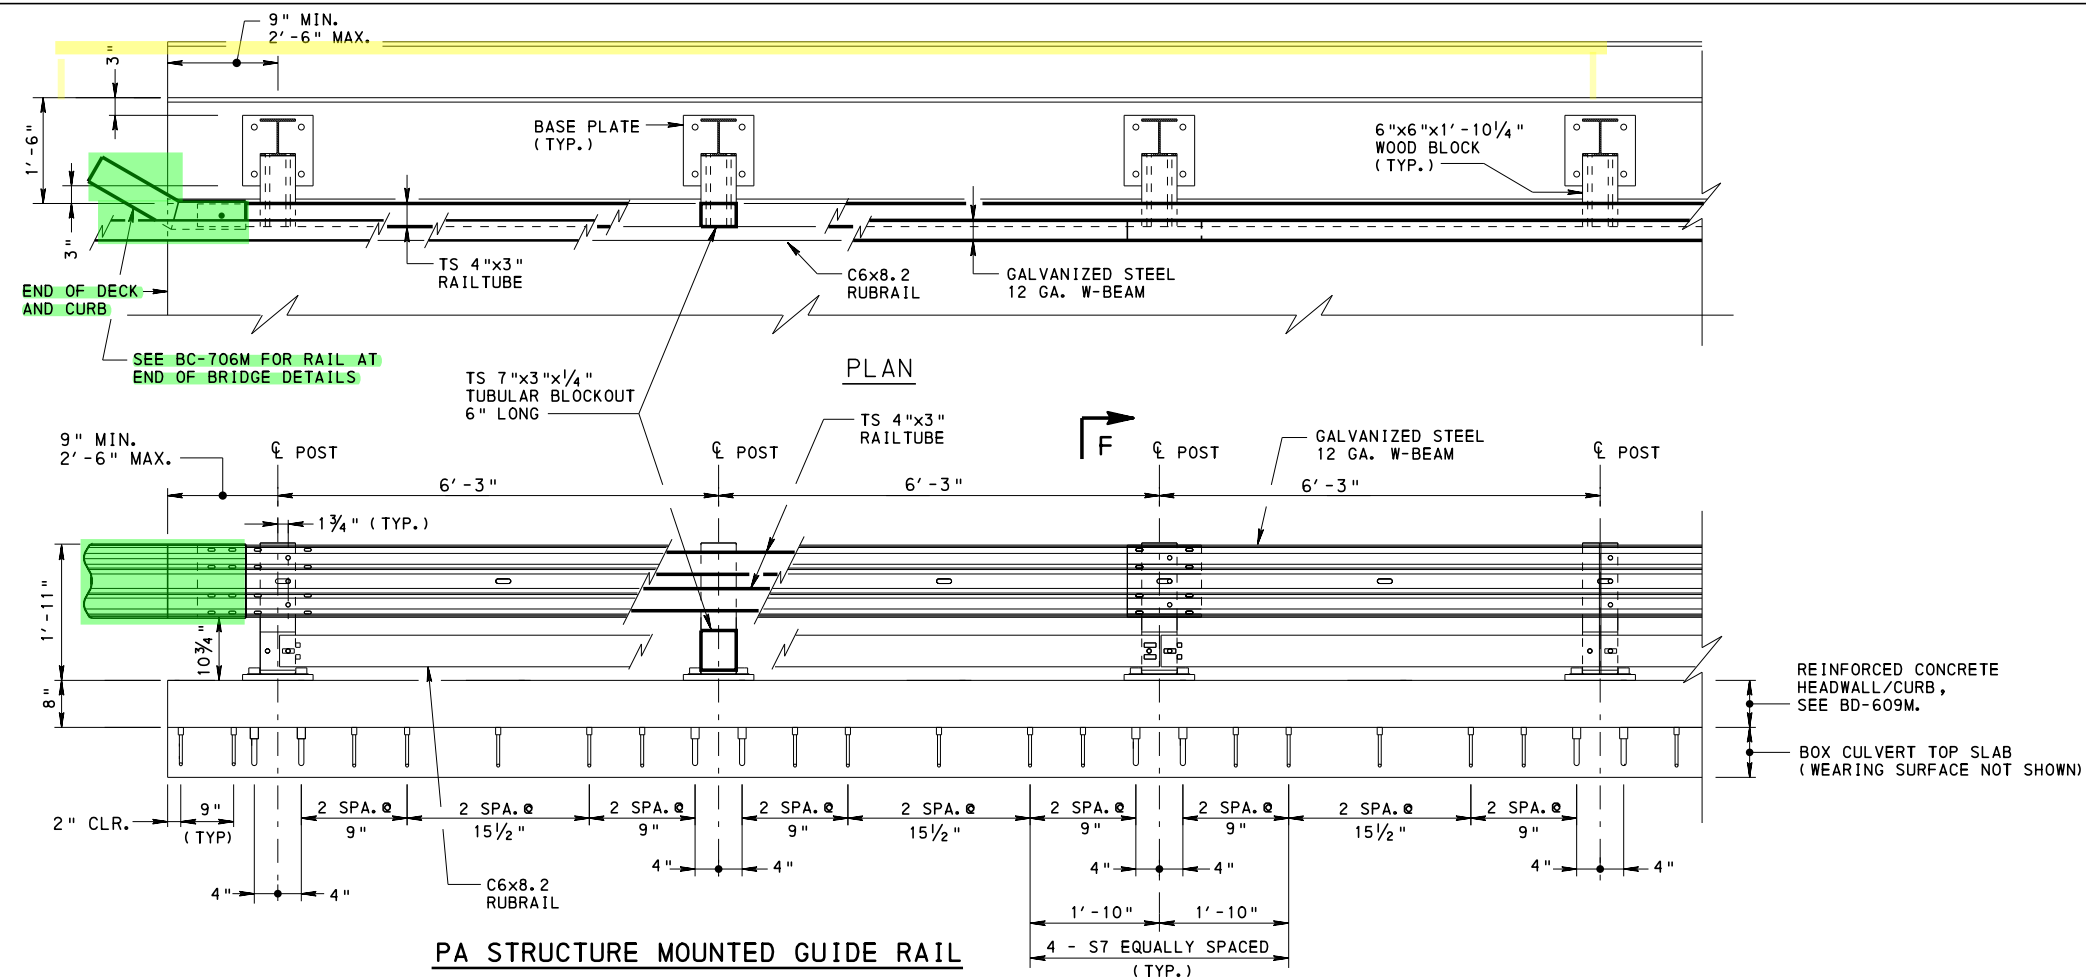 9" MIN.
2'-6" MAX.
3"
1'-6"
3"
BASE PLATE
(TYP.)
6"x6"x1'-10¼"
WOOD BLOCK
(TYP.)
TS 4"x3"
RAILTUBE
C6x8.2
RUBRAIL
GALVANIZED STEEL
12 GA. W-BEAM
END OF DECK
AND CURB
SEE BC-706M FOR RAIL AT
END OF BRIDGE DETAILS
PLAN
TS 7"x3"x¼"
TUBULAR BLOCKOUT
6" LONG
TS 4"x3"
RAILTUBE
F
GALVANIZED STEEL
12 GA. W-BEAM
9" MIN.
2'-6" MAX.
℄ POST
℄ POST
℄ POST
℄ POST
6'-3"
6'-3"
6'-3"
1¾" (TYP.)
1'-11"
10¾"
8"
REINFORCED CONCRETE
HEADWALL/CURB,
SEE BD-609M.
BOX CULVERT TOP SLAB
(WEARING SURFACE NOT SHOWN)
2" CLR.
9"
(TYP)
2 SPA.@
9"
2 SPA.@
15½"
2 SPA.@
9"
2 SPA.@
9"
2 SPA.@
15½"
2 SPA.@
9"
2 SPA.@
9"
2 SPA.@
15½"
2 SPA.@
9"
4"
4"
4"
4"
4"
4"
4"
4"
C6x8.2
RUBRAIL
1'-10"
1'-10"
4 - S7 EQUALLY SPACED
(TYP.)
PA STRUCTURE MOUNTED GUIDE RAIL